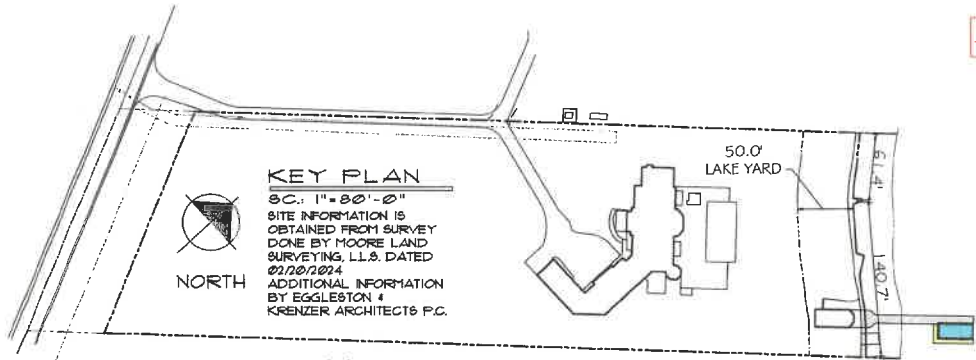 KEY PLAN
SC.: 1"=80'-0"
SITE INFORMATION IS
OBTAINED FROM SURVEY
DONE BY MOORE LAND
SURVEYING, L.L.S. DATED
02/20/2024
ADDITIONAL INFORMATION
BY EGGLESTON &
KRENZER ARCHITECTS P.C.
NORTH
50.0'
LAKE YARD
61.4'
140.7'